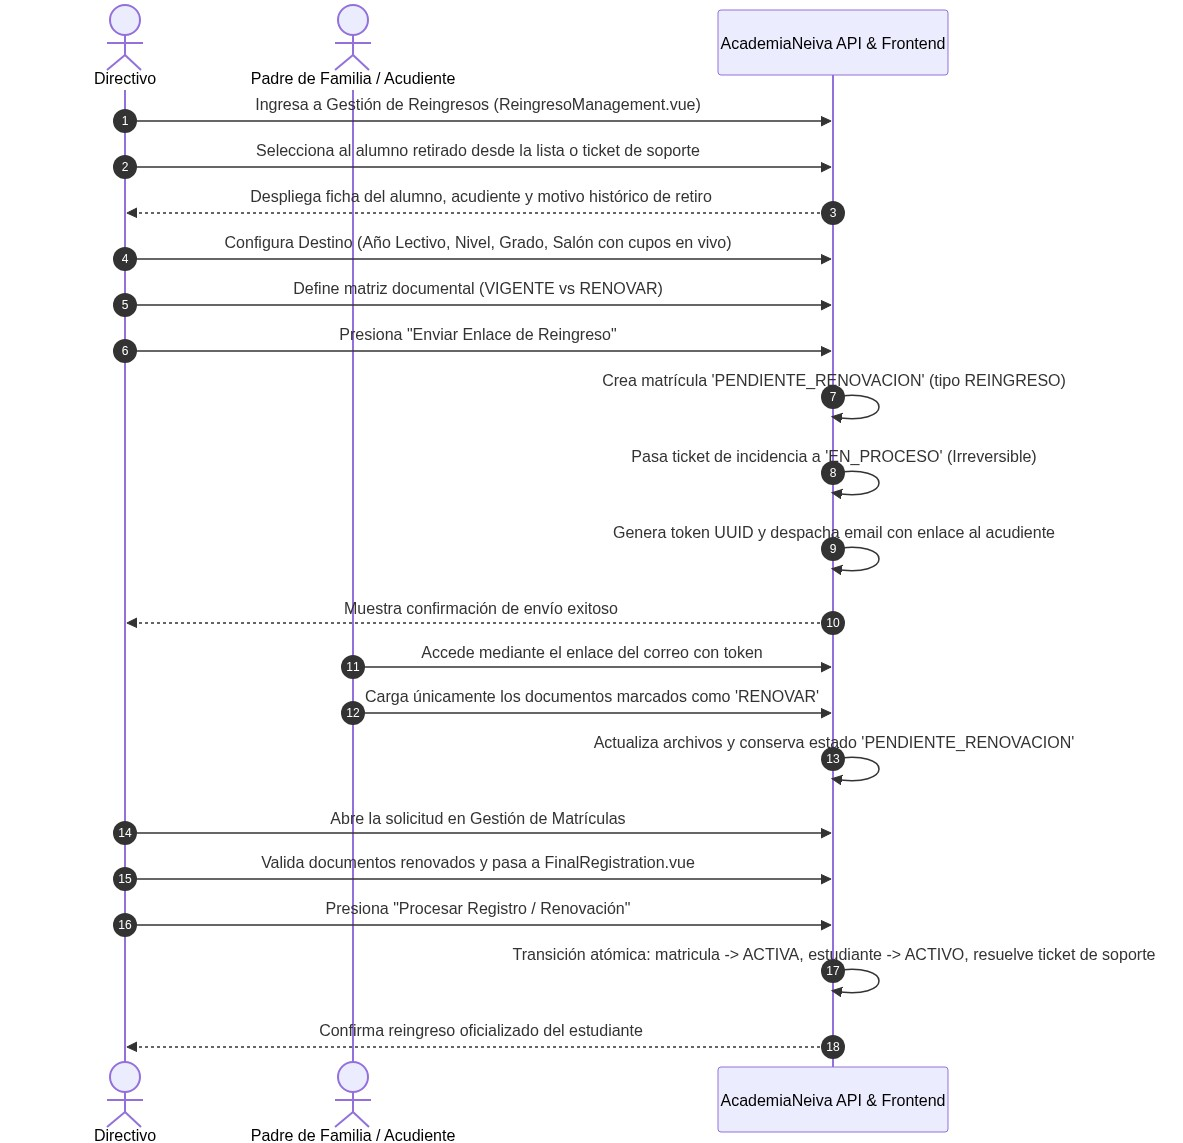 AcademiaNeiva API & Frontend
Directivo
Padre de Familia / Acudiente
Ingresa a Gestión de Reingresos (ReingresoManagement.vue)
1
Selecciona al alumno retirado desde la lista o ticket de soporte
2
Despliega ficha del alumno, acudiente y motivo histórico de retiro
3
Configura Destino (Año Lectivo, Nivel, Grado, Salón con cupos en vivo)
4
Define matriz documental (VIGENTE vs RENOVAR)
5
Presiona "Enviar Enlace de Reingreso"
6
Crea matrícula 'PENDIENTE_RENOVACION' (tipo REINGRESO)
7
Pasa ticket de incidencia a 'EN_PROCESO' (Irreversible)
8
Genera token UUID y despacha email con enlace al acudiente
9
Muestra confirmación de envío exitoso
10
Accede mediante el enlace del correo con token
11
Carga únicamente los documentos marcados como 'RENOVAR'
12
Actualiza archivos y conserva estado 'PENDIENTE_RENOVACION'
13
Abre la solicitud en Gestión de Matrículas
14
Valida documentos renovados y pasa a FinalRegistration.vue
15
Presiona "Procesar Registro / Renovación"
16
Transición atómica: matricula -> ACTIVA, estudiante -> ACTIVO, resuelve ticket de soporte
17
Confirma reingreso oficializado del estudiante
18
AcademiaNeiva API & Frontend
Directivo
Padre de Familia / Acudiente